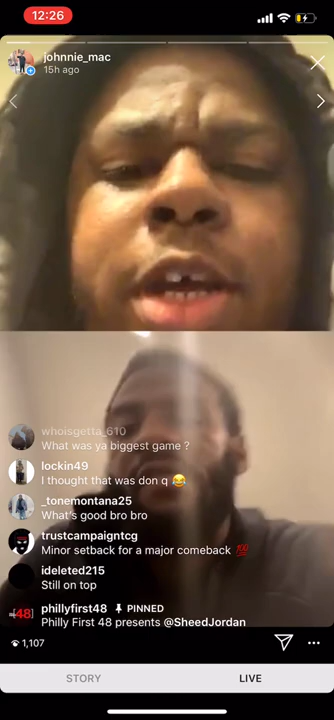 12:26
johnnie_mac
15h ago
whoisgetta_610
What was ya biggest game ?
lockin49
I thought that was don q 😂
_tonemontana25
What's good bro bro
trustcampaigntcg
Minor setback for a major comeback 💯
ideleted215
Still on top
48
phillyfirst48 PINNED
Philly First 48 presents @SheedJordan
1,107
STORY
LIVE